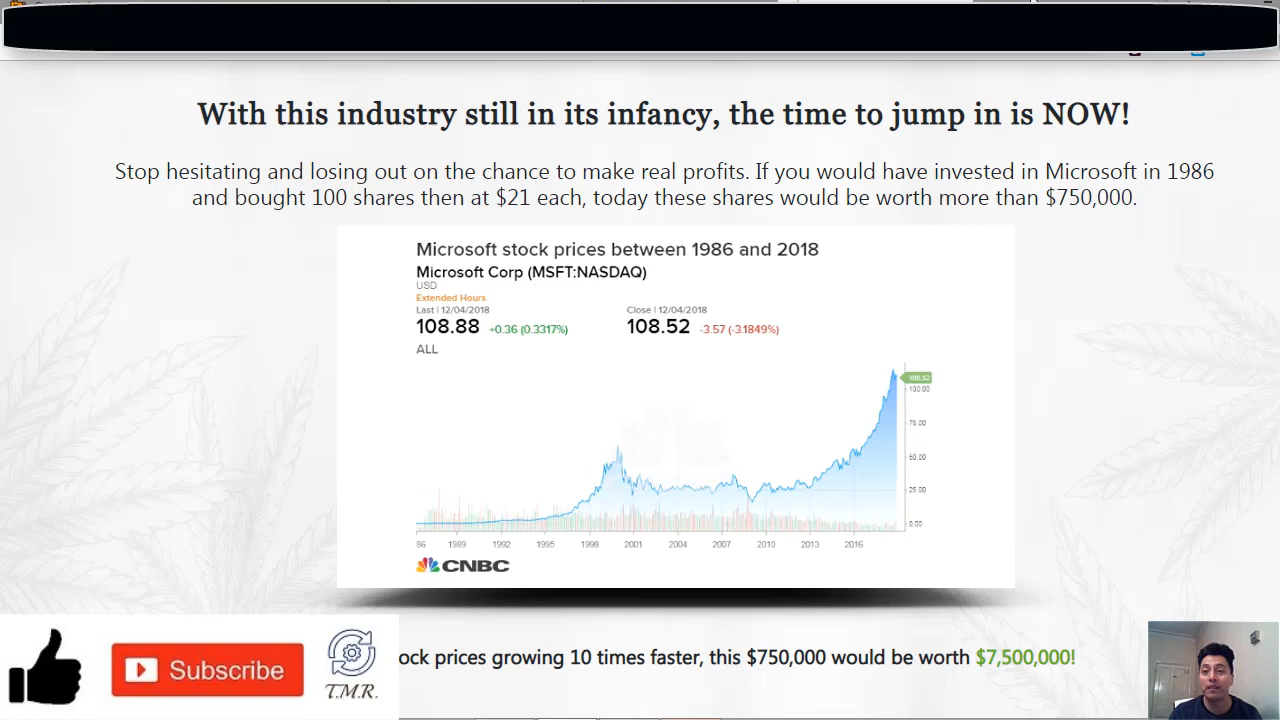 With this industry still in its infancy, the time to jump in is NOW!
Stop hesitating and losing out on the chance to make real profits. If you would have invested in Microsoft in 1986
and bought 100 shares then at $21 each, today these shares would be worth more than $750,000.
Microsoft stock prices between 1986 and 2018
Microsoft Corp (MSFT:NASDAQ)
USD
Extended Hours
Last | 12/04/2018 Close | 12/04/2018
108.88 +0.36 (0.3317%) 108.52 -3.57 (-3.1849%)
ALL
108.52
100.00
75.00
50.00
25.00
0.00
86 1989 1992 1995 1998 2001 2004 2007 2010 2013 2016
CNBC
ock prices growing 10 times faster, this $750,000 would be worth $7,500,000!
Subscribe
T.M.R.